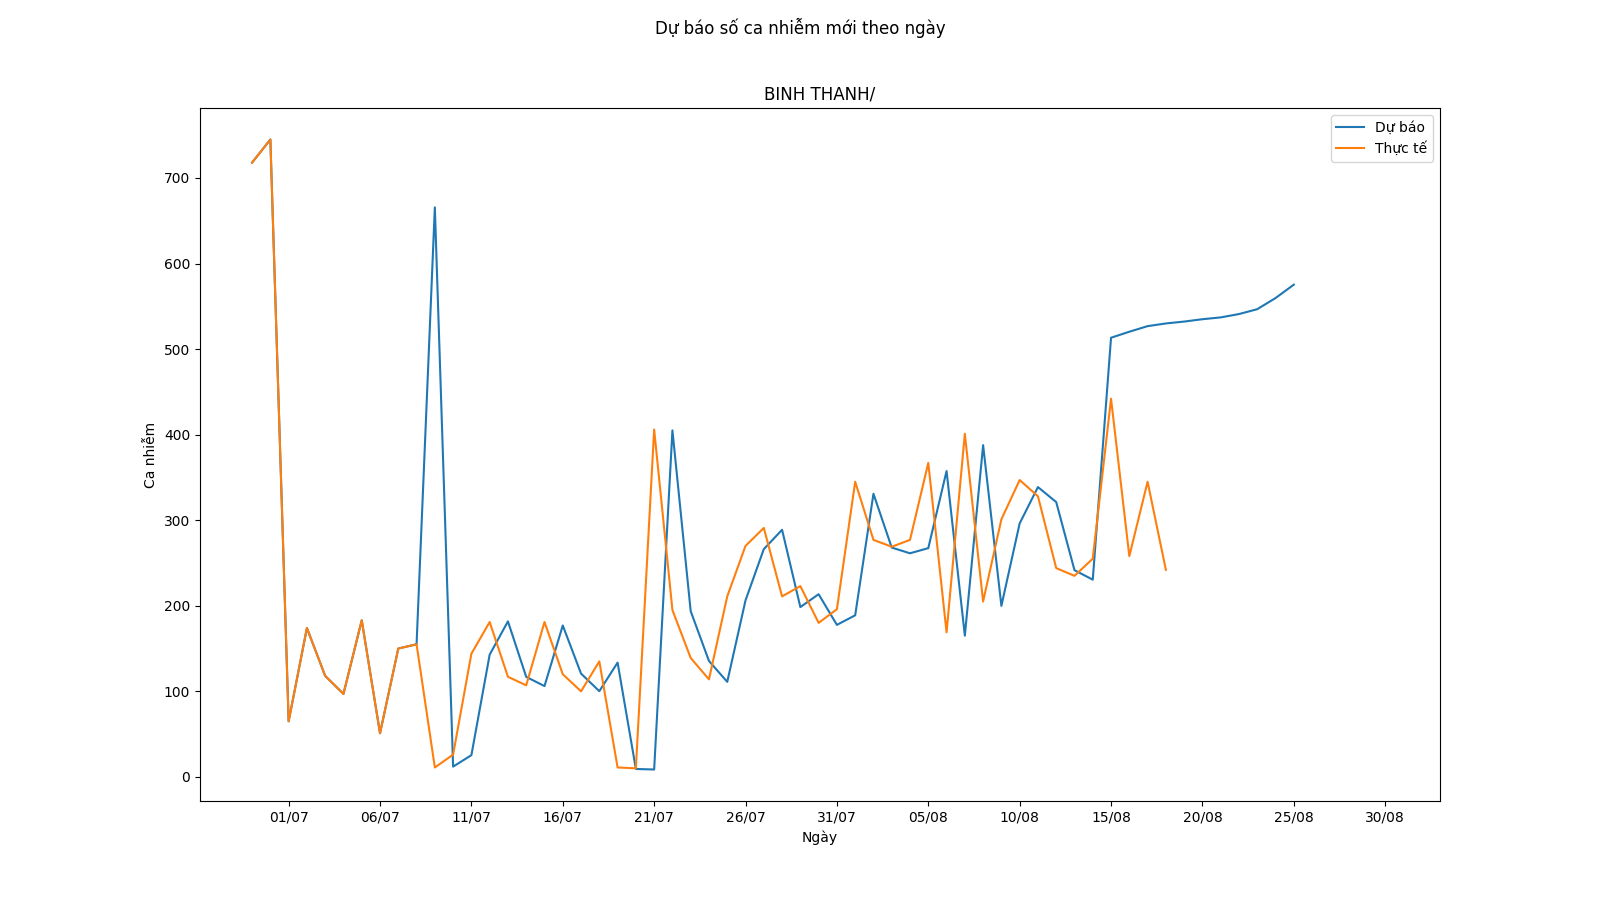 Dự báo số ca nhiễm mới theo ngày
BINH THANH/
Dự báo
Thực tế
700
600
500
400
300
200
100
0
Ca nhiễm
01/07 06/07 11/07 16/07 21/07 26/07 31/07 05/08 10/08 15/08 20/08 25/08 30/08
Ngày